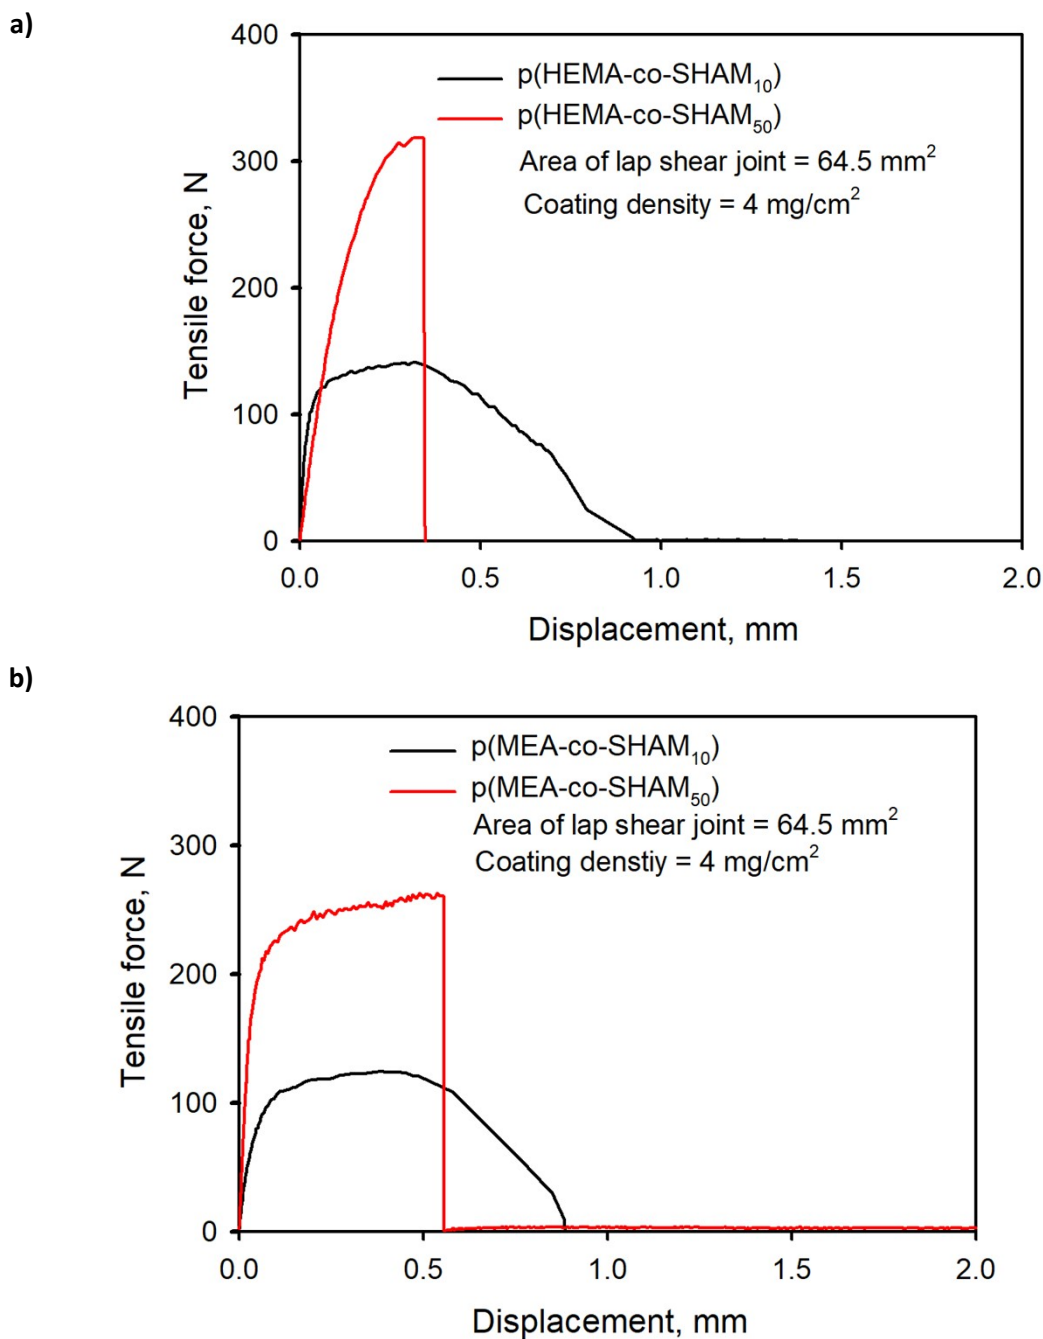 a)
400
300
200
100
0
Tensile force, N
p(HEMA-co-SHAM₁₀)
p(HEMA-co-SHAM₅₀)
Area of lap shear joint = 64.5 mm²
Coating density = 4 mg/cm²
0.0 0.5 1.0 1.5 2.0
Displacement, mm
b)
400
300
200
100
0
Tensile force, N
p(MEA-co-SHAM₁₀)
p(MEA-co-SHAM₅₀)
Area of lap shear joint = 64.5 mm²
Coating denstiy = 4 mg/cm²
0.0 0.5 1.0 1.5 2.0
Displacement, mm